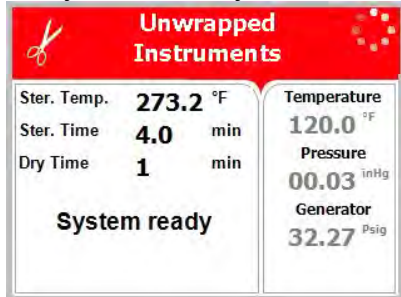 Unwrapped
Instruments
Ster. Temp. 273.2 °F
Ster. Time 4.0 min
Dry Time 1 min
System ready
Temperature
120.0 °F
Pressure
00.03 inHg
Generator
32.27 Psig